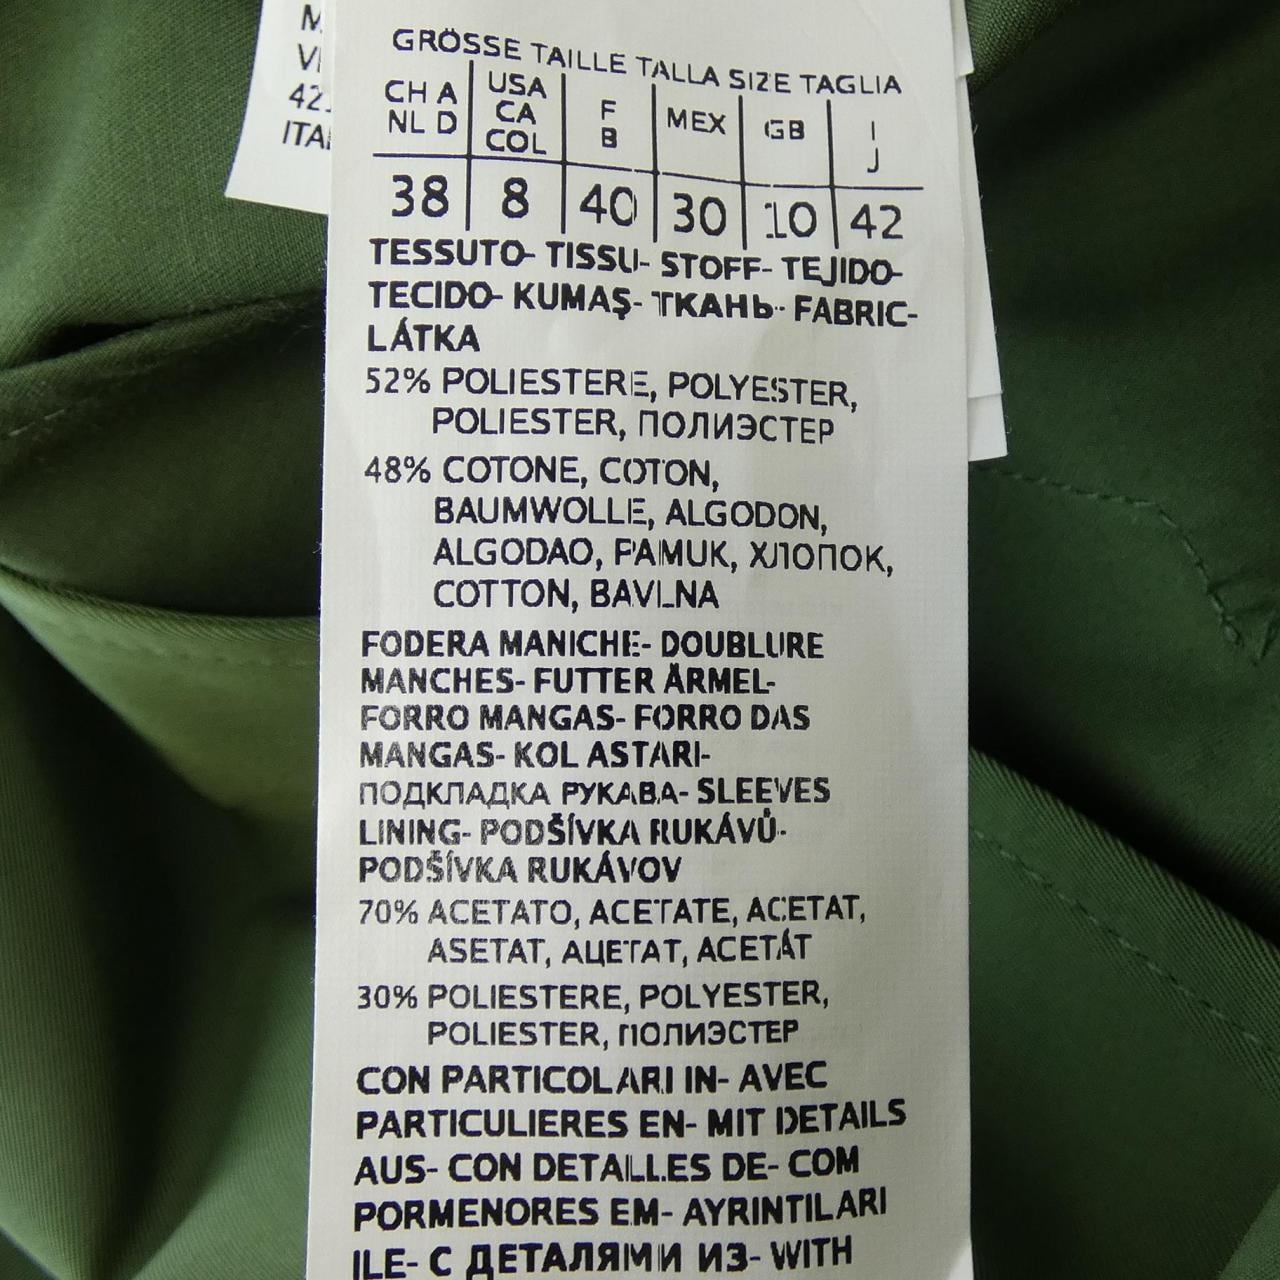 GRÖSSE TAILLE TALLA SIZE TAGLIA
CH A NL D USA CA COL F B MEX GB I J
38 8 40 30 10 42
TESSUTO- TISSU- STOFF- TEJIDO-
TECIDO- KUMAŞ- ТКАНЬ- FABRIC-
LÁTKA
52% POLIESTERE, POLYESTER,
POLIESTER, ПОЛИЭСТЕР
48% COTONE, COTON,
BAUMWOLLE, ALGODON,
ALGODAO, PAMUK, ХЛОПОК,
COTTON, BAVLNA
FODERA MANICHE- DOUBLURE
MANCHES- FUTTER ÄRMEL-
FORRO MANGAS- FORRO DAS
MANGAS- KOL ASTARI-
ПОДКЛАДКА РУКАВА- SLEEVES
LINING- PODŠÍVKA RUKÁVŮ-
PODŠÍVKA RUKÁVOV
70% ACETATO, ACETATE, ACETAT,
ASETAT, АЦЕТАТ, ACETÁT
30% POLIESTERE, POLYESTER,
POLIESTER, ПОЛИЭСТЕР
CON PARTICOLARI IN- AVEC
PARTICULIERES EN- MIT DETAILS
AUS- CON DETALLES DE- COM
PORMENORES EM- AYRINTILARI
ILE- С ДЕТАЛЯМИ ИЗ- WITH